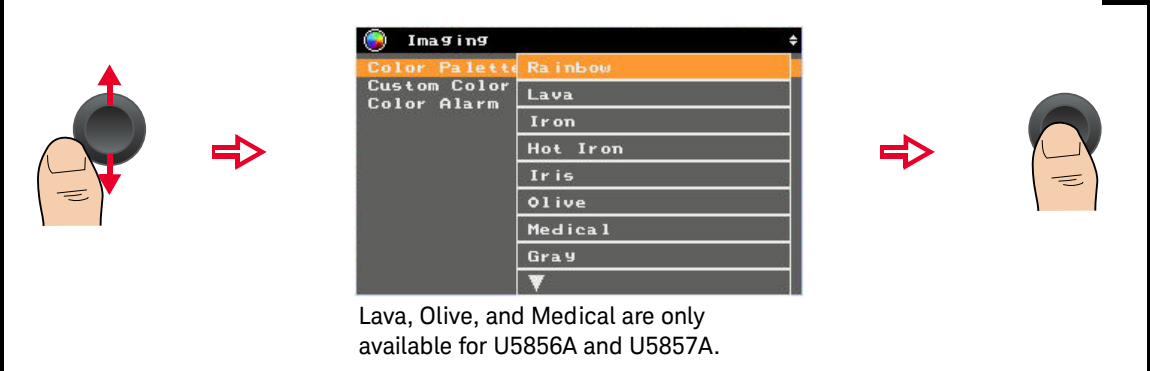 Imaging
Color Palette
Rainbow
Custom Color
Lava
Color Alarm
Iron
Hot Iron
Iris
Olive
Medical
Gray
Lava, Olive, and Medical are only
available for U5856A and U5857A.